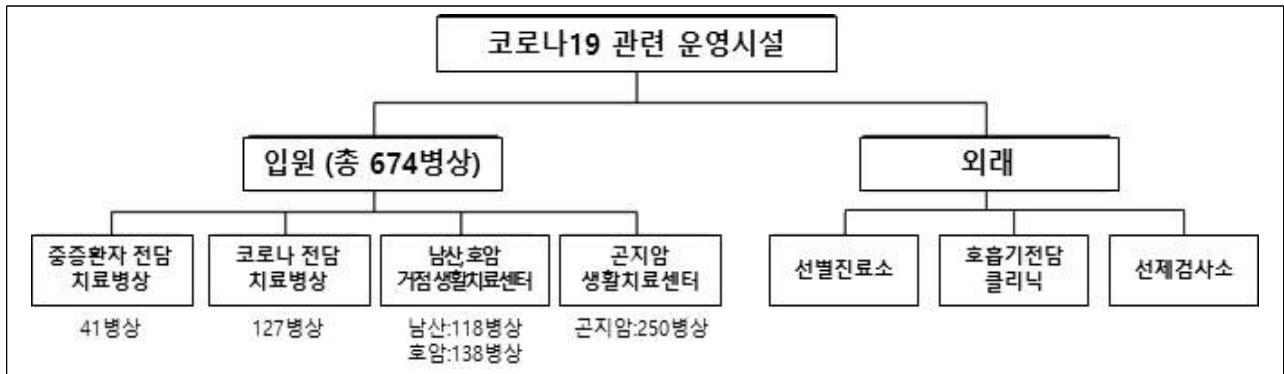 코로나19 관련 운영시설
입원 (총 674병상)
외래
중증환자 전담
치료병상
코로나 전담
치료병상
남산,호암
거점생활치료센터
곤지암
생활치료센터
선별진료소
호흡기전담
클리닉
선제검사소
41병상
127병상
남산:118병상
호암:138병상
곤지암:250병상